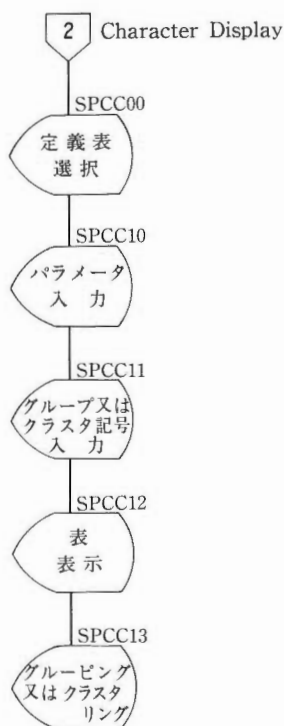 2 Character Display
SPCC00
定義表
選択
SPCC10
パラメータ
入力
SPCC11
グループ又は
クラスタ記号
入力
SPCC12
表
表示
SPCC13
グルーピング
又はクラスタ
リング